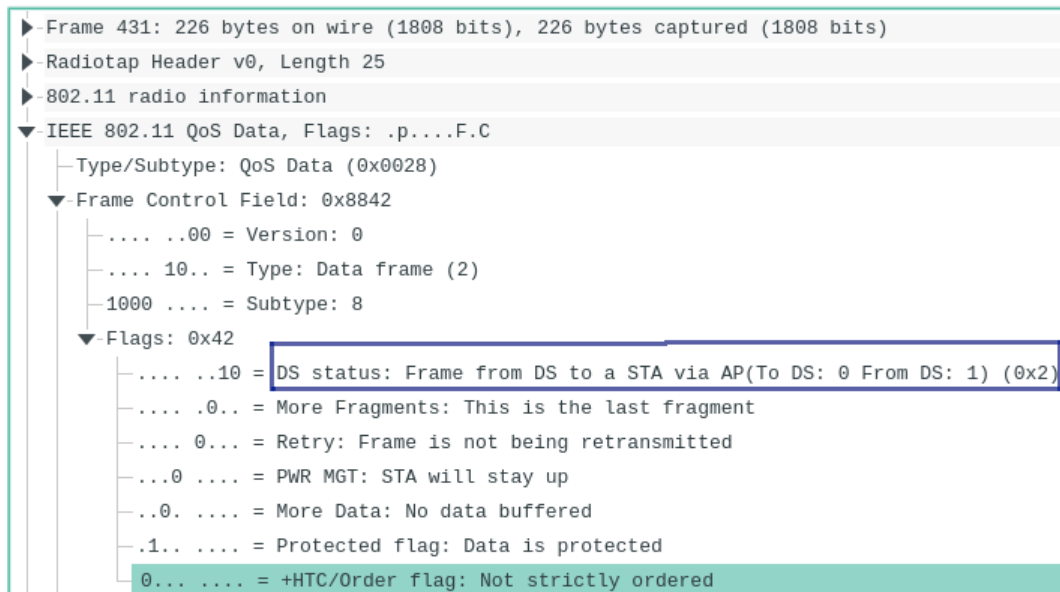 Frame 431: 226 bytes on wire (1808 bits), 226 bytes captured (1808 bits)
Radiotap Header v0, Length 25
802.11 radio information
IEEE 802.11 QoS Data, Flags: .p....F.C
Type/Subtype: QoS Data (0x0028)
Frame Control Field: 0x8842
.... ..00 = Version: 0
.... 10.. = Type: Data frame (2)
1000 .... = Subtype: 8
Flags: 0x42
.... ..10 = DS status: Frame from DS to a STA via AP(To DS: 0 From DS: 1) (0x2)
.... .0.. = More Fragments: This is the last fragment
.... 0... = Retry: Frame is not being retransmitted
...0 .... = PWR MGT: STA will stay up
..0. .... = More Data: No data buffered
.1.. .... = Protected flag: Data is protected
0... .... = +HTC/Order flag: Not strictly ordered